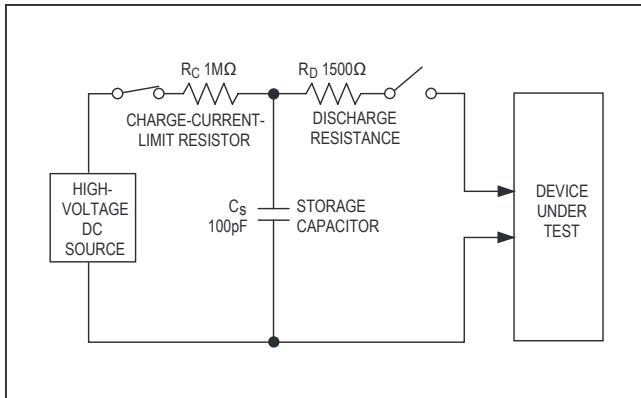 RC 1MΩ
CHARGE-CURRENT-
LIMIT RESISTOR
RD 1500Ω
DISCHARGE
RESISTANCE
HIGH-
VOLTAGE
DC
SOURCE
CS
100pF
STORAGE
CAPACITOR
DEVICE
UNDER
TEST